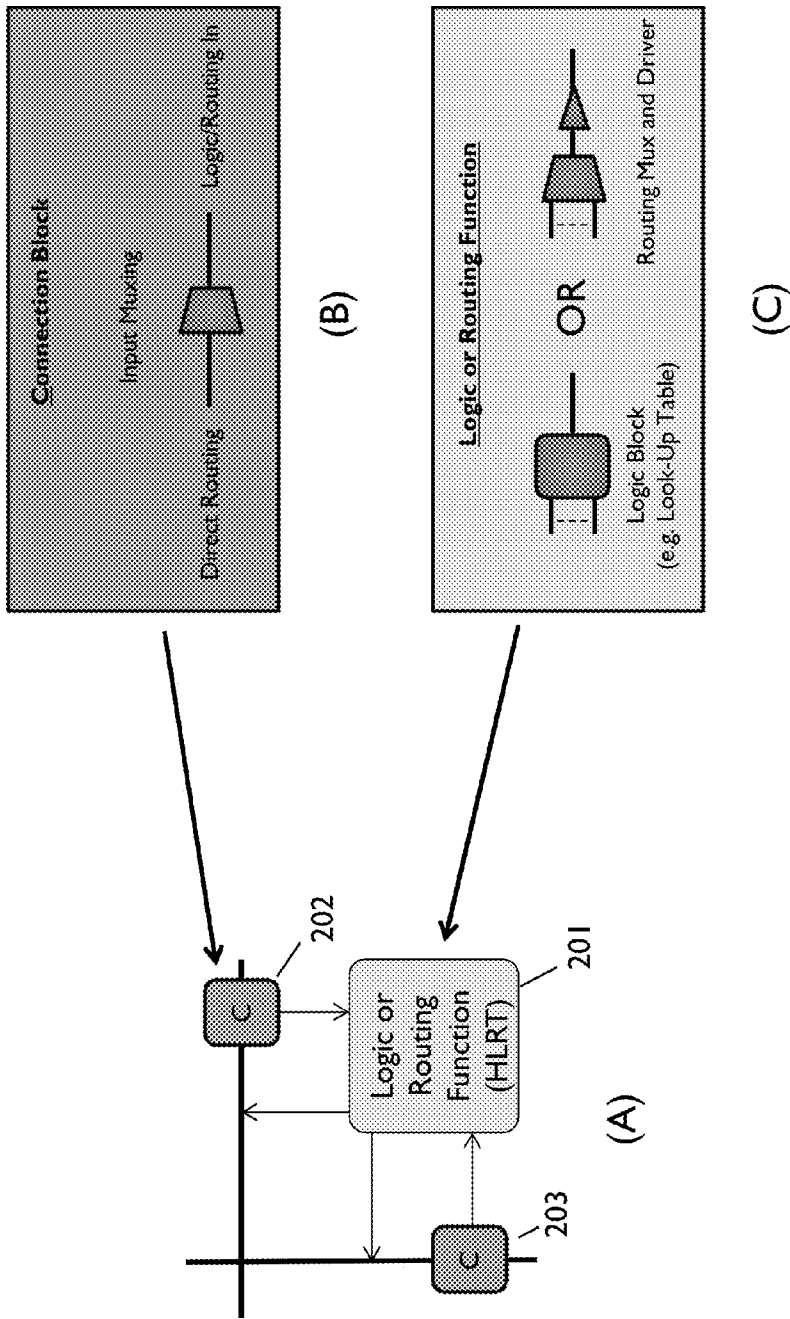 C
202
Logic or
Routing
Function
(HLRT)
201
C
203
(A)
Connection Block
Input Muxing
Direct Routing
Logic/Routing In
(B)
Logic or Routing Function
OR
Logic Block
(e.g. Look-Up Table)
Routing Mux and Driver
(C)